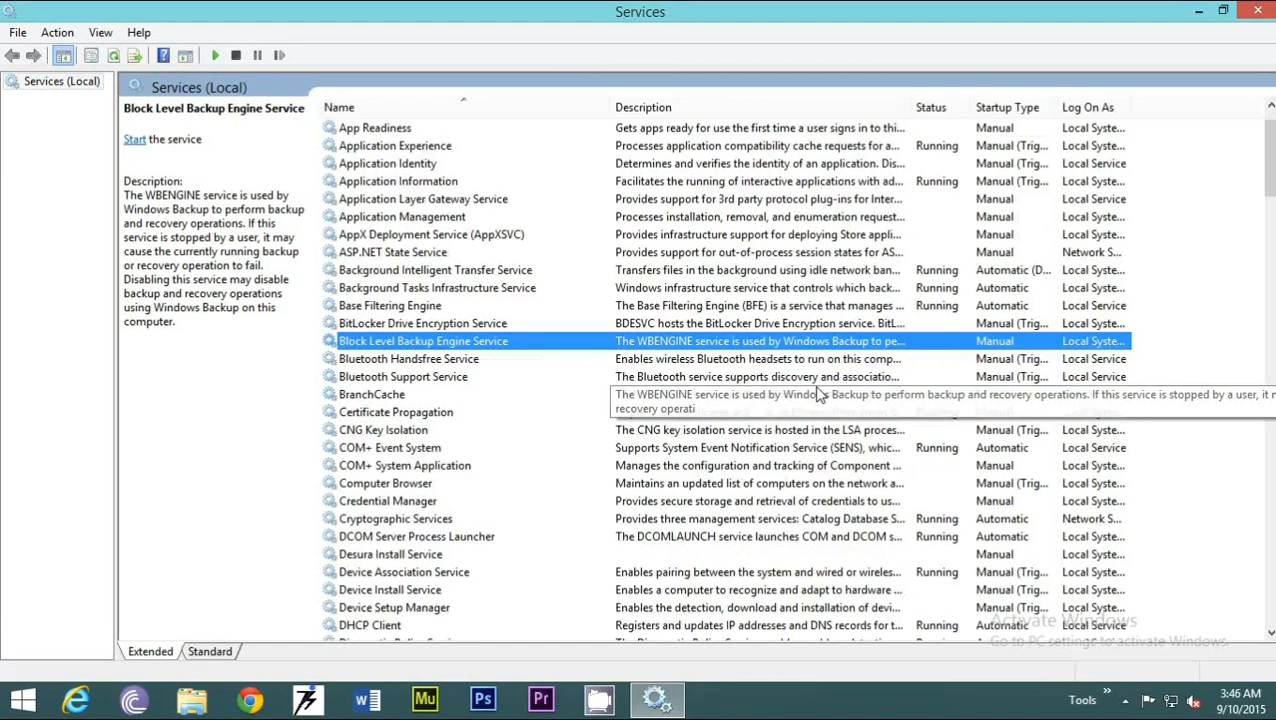 Services
File Action View Help
Services (Local)
Services (Local)
Block Level Backup Engine Service
Start the service
Description:
The WBENGINE service is used by
Windows Backup to perform backup
and recovery operations. If this
service is stopped by a user, it may
cause the currently running backup
or recovery operation to fail.
Disabling this service may disable
backup and recovery operations
using Windows Backup on this
computer.
Name Description Status Startup Type Log On As
App Readiness Gets apps ready for use the first time a user signs in to thi... Manual Local Syste...
Application Experience Processes application compatibility cache requests for a... Running Manual (Trig... Local Syste...
Application Identity Determines and verifies the identity of an application. Dis... Manual (Trig... Local Service
Application Information Facilitates the running of interactive applications with ad... Running Manual (Trig... Local Syste...
Application Layer Gateway Service Provides support for 3rd party protocol plug-ins for Inter... Manual Local Service
Application Management Processes installation, removal, and enumeration request... Manual Local Syste...
AppX Deployment Service (AppXSVC) Provides infrastructure support for deploying Store appli... Manual Local Syste...
ASP.NET State Service Provides support for out-of-process session states for AS... Manual Network S...
Background Intelligent Transfer Service Transfers files in the background using idle network ban... Running Automatic (D... Local Syste...
Background Tasks Infrastructure Service Windows infrastructure service that controls which back... Running Automatic Local Syste...
Base Filtering Engine The Base Filtering Engine (BFE) is a service that manages ... Running Automatic Local Service
BitLocker Drive Encryption Service BDESVC hosts the BitLocker Drive Encryption service. BitL... Manual (Trig... Local Syste...
Block Level Backup Engine Service The WBENGINE service is used by Windows Backup to pe... Manual Local Syste...
Bluetooth Handsfree Service Enables wireless Bluetooth headsets to run on this comp... Manual (Trig... Local Service
Bluetooth Support Service The Bluetooth service supports discovery and associatio... Manual (Trig... Local Service
BranchCache The WBENGINE service is used by Windows Backup to perform backup and recovery operations. If this service is stopped by a user, it
recovery operati
Certificate Propagation
CNG Key Isolation The CNG key isolation service is hosted in the LSA proces... Running Manual (Trig... Local Syste...
COM+ Event System Supports System Event Notification Service (SENS), whic... Running Automatic Local Service
COM+ System Application Manages the configuration and tracking of Component ... Manual Local Syste...
Computer Browser Maintains an updated list of computers on the network a... Manual (Trig... Local Syste...
Credential Manager Provides secure storage and retrieval of credentials to us... Running Manual Local Syste...
Cryptographic Services Provides three management services: Catalog Database S... Running Automatic Network S...
DCOM Server Process Launcher The DCOMLAUNCH service launches COM and DCOM s... Running Automatic Local Syste...
Desura Install Service Manual Local Syste...
Device Association Service Enables pairing between the system and wired or wireles... Running Manual (Trig... Local Syste...
Device Install Service Enables a computer to recognize and adapt to hardware ... Manual (Trig... Local Syste...
Device Setup Manager Enables the detection, download and installation of devi... Manual (Trig... Local Syste...
DHCP Client Registers and updates IP addresses and DNS records for t... Running Automatic Local Service
Activate Windows
Go to PC settings to activate Windows.
Extended Standard
Mu Ps Pr
Tools
3:46 AM
9/10/2015